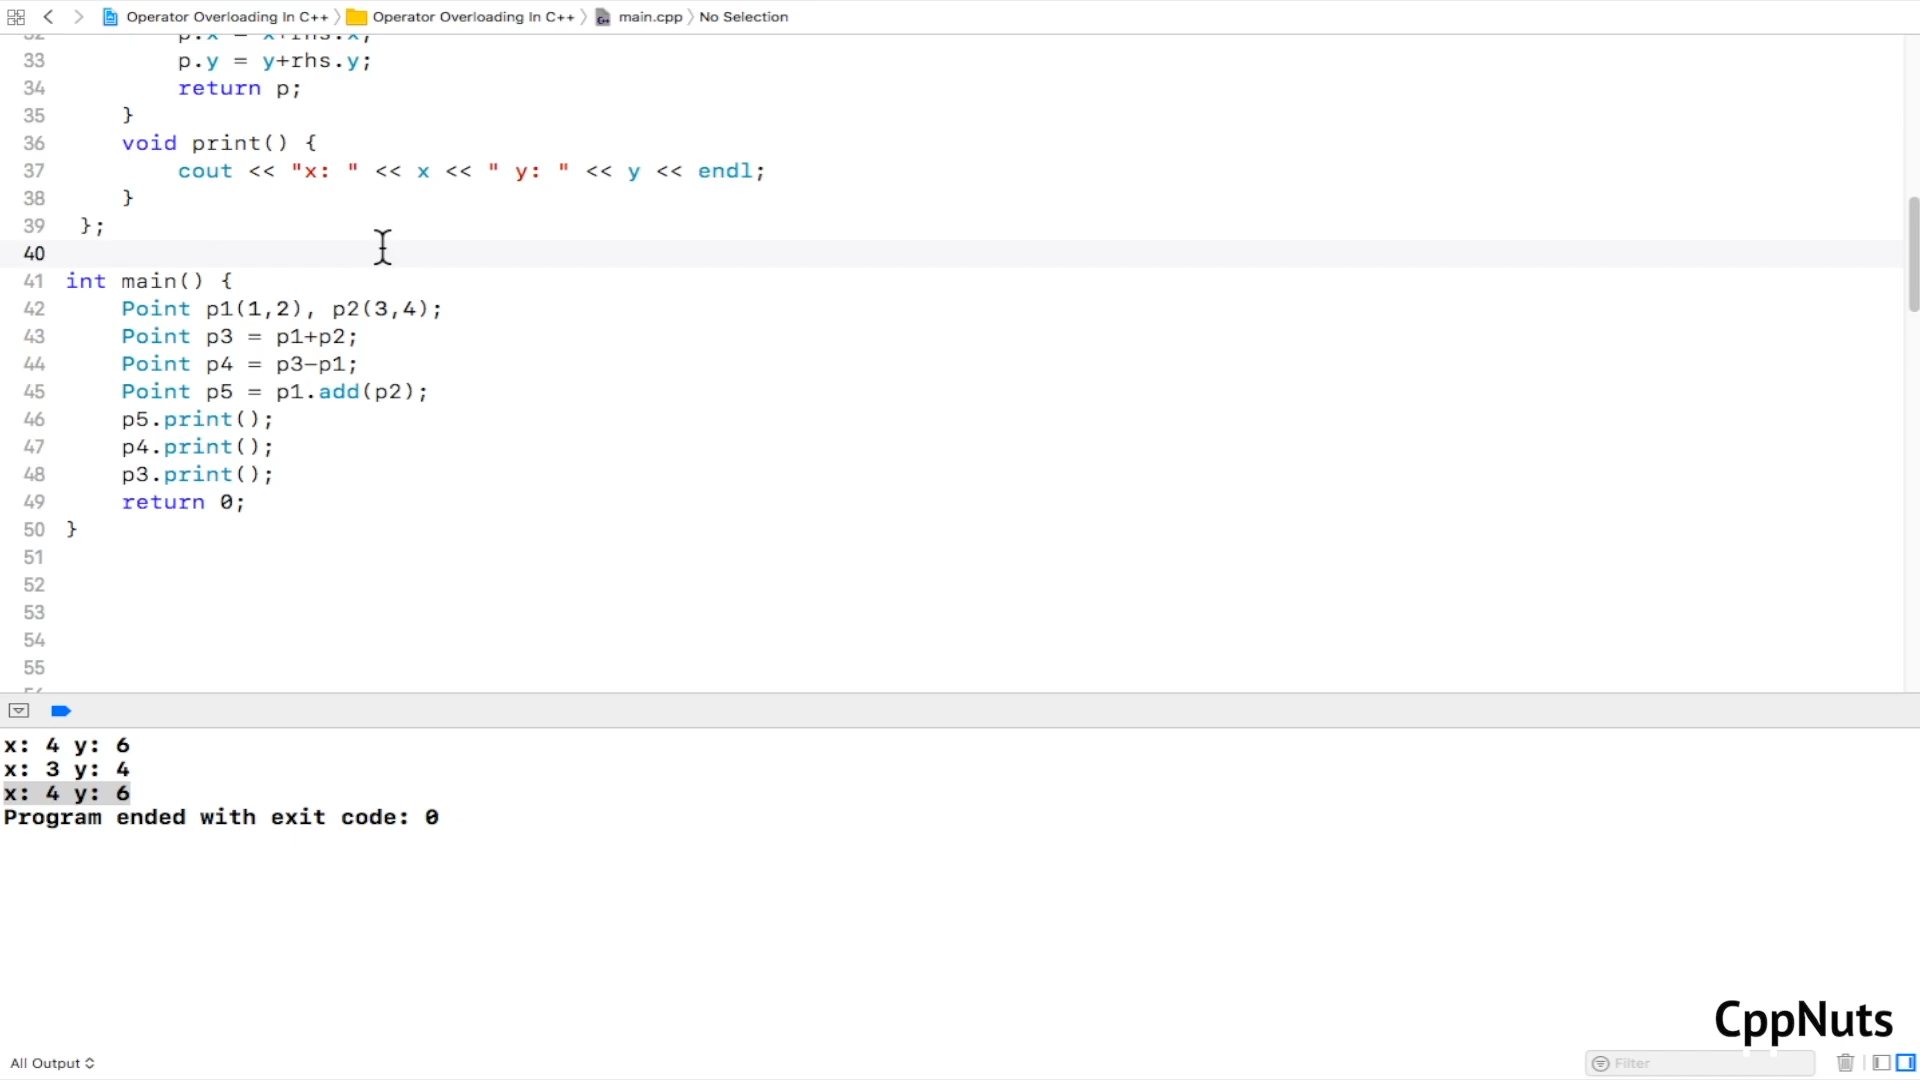 Operator Overloading In C++ 〉 Operator Overloading In C++ 〉 main.cpp 〉 No Selection
32 p.x = x+rhs.x;
33 p.y = y+rhs.y;
34 return p;
35 }
36 void print() {
37 cout << "x: " << x << " y: " << y << endl;
38 }
39 };
40
41 int main() {
42 Point p1(1,2), p2(3,4);
43 Point p3 = p1+p2;
44 Point p4 = p3-p1;
45 Point p5 = p1.add(p2);
46 p5.print();
47 p4.print();
48 p3.print();
49 return 0;
50 }
51
52
53
54
55
x: 4 y: 6
x: 3 y: 4
x: 4 y: 6
Program ended with exit code: 0
CppNuts
All Output
Filter